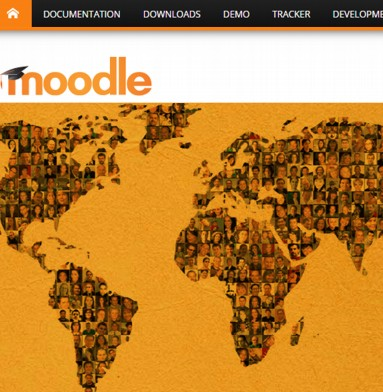 DOCUMENTATION DOWNLOADS DEMO TRACKER DEVELOPME
moodle